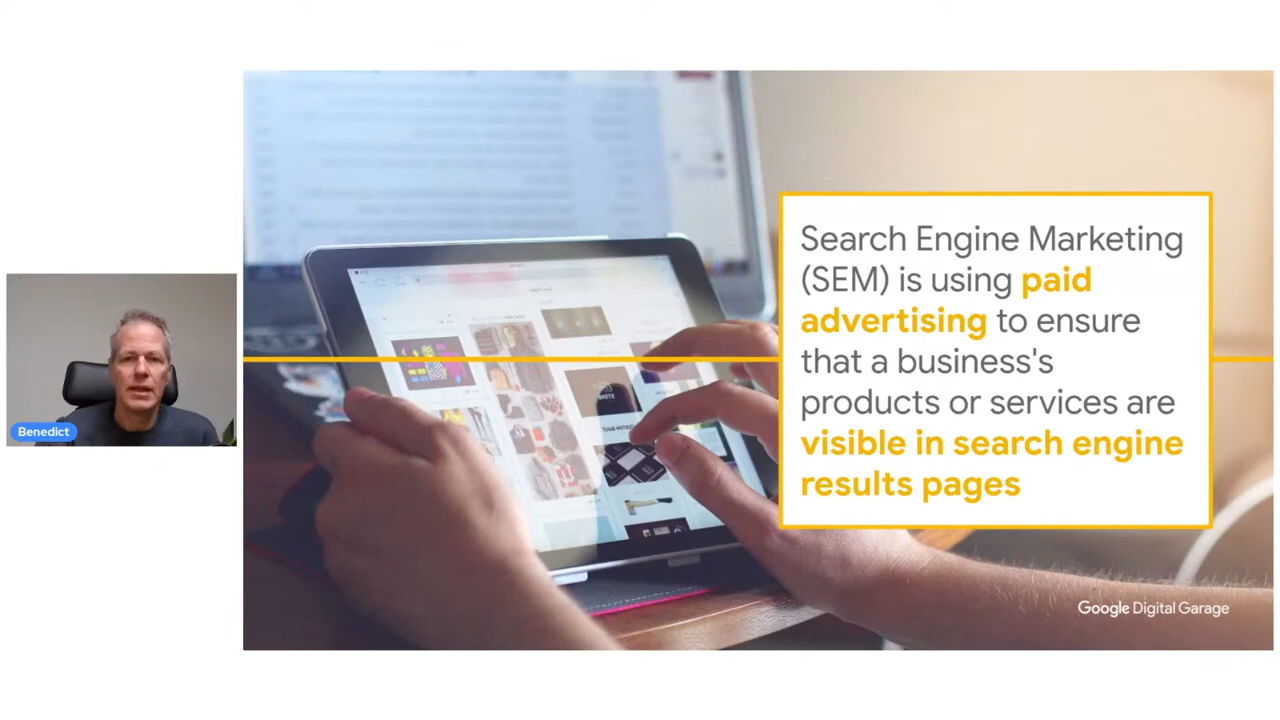 Search Engine Marketing
(SEM) is using paid
advertising to ensure
that a business's
products or services are
visible in search engine
results pages
Benedict
Google Digital Garage